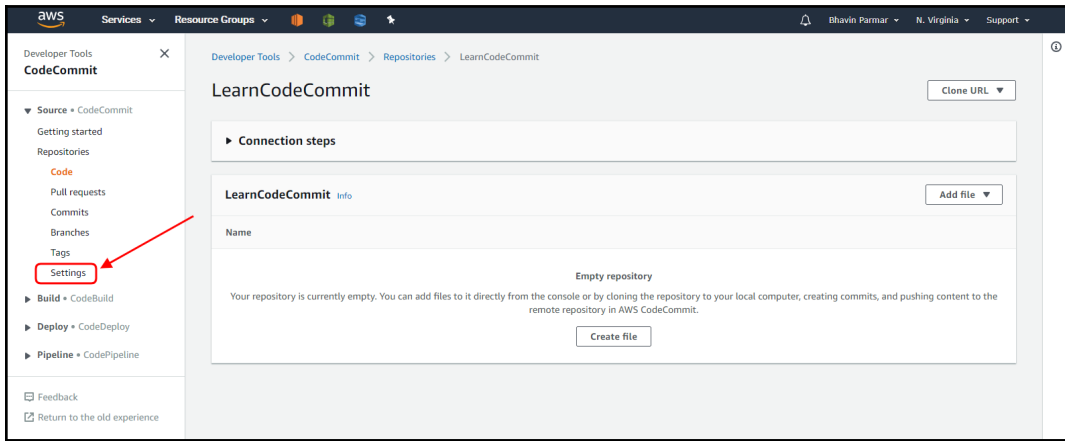 aws
Services
Resource Groups
Bhavin Parmar
N. Virginia
Support
Developer Tools
CodeCommit
Source • CodeCommit
Getting started
Repositories
Code
Pull requests
Commits
Branches
Tags
Settings
Build • CodeBuild
Deploy • CodeDeploy
Pipeline • CodePipeline
Feedback
Return to the old experience
Developer Tools > CodeCommit > Repositories > LearnCodeCommit
LearnCodeCommit
Clone URL
Connection steps
LearnCodeCommit Info
Add file
Name
Empty repository
Your repository is currently empty. You can add files to it directly from the console or by cloning the repository to your local computer, creating commits, and pushing content to the
remote repository in AWS CodeCommit.
Create file